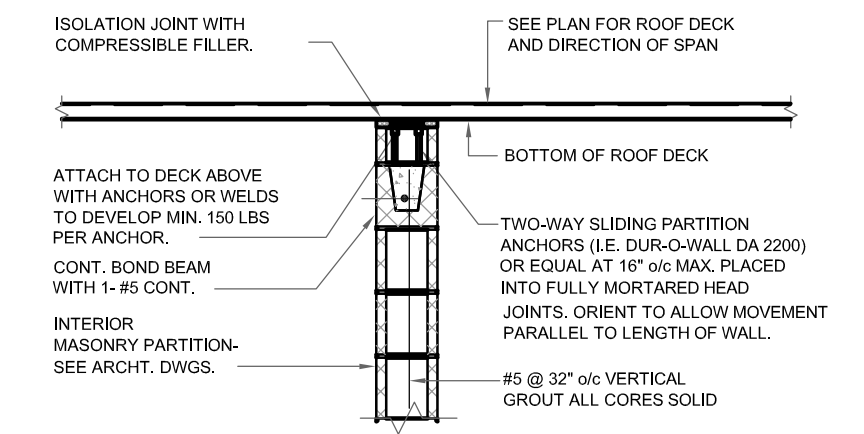 ISOLATION JOINT WITH
COMPRESSIBLE FILLER.
SEE PLAN FOR ROOF DECK
AND DIRECTION OF SPAN
BOTTOM OF ROOF DECK
ATTACH TO DECK ABOVE
WITH ANCHORS OR WELDS
TO DEVELOP MIN. 150 LBS
PER ANCHOR.
TWO-WAY SLIDING PARTITION
ANCHORS (I.E. DUR-O-WALL DA 2200)
OR EQUAL AT 16" o/c MAX. PLACED
INTO FULLY MORTARED HEAD
JOINTS. ORIENT TO ALLOW MOVEMENT
PARALLEL TO LENGTH OF WALL.
CONT. BOND BEAM
WITH 1- #5 CONT.
INTERIOR
MASONRY PARTITION-
SEE ARCHT. DWGS.
#5 @ 32" o/c VERTICAL
GROUT ALL CORES SOLID